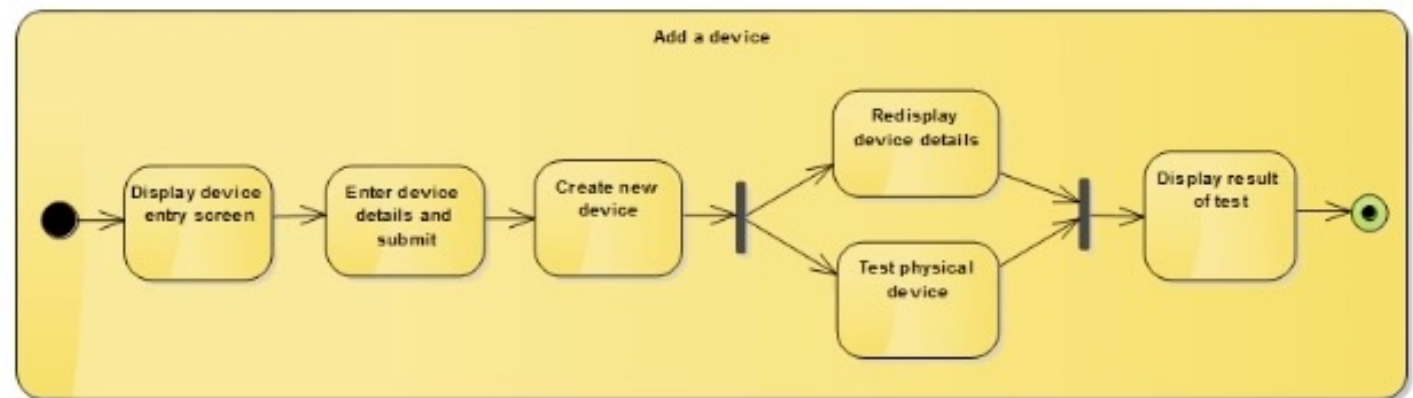 Add a device
Display device
entry screen
Enter device
details and
submit
Create new
device
Redisplay
device details
Test physical
device
Display result
of test